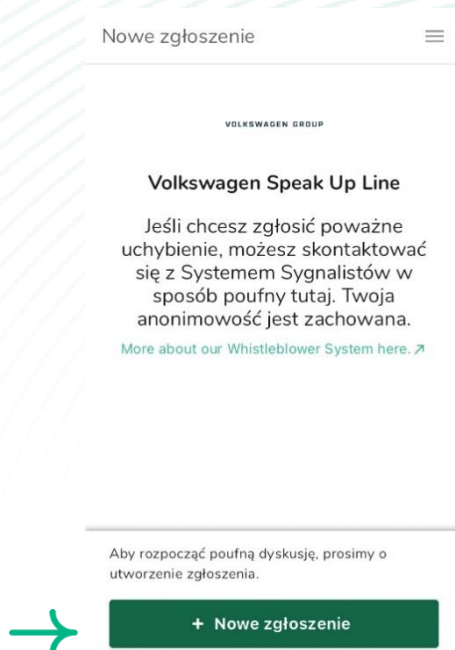 Nowe zgłoszenie
VOLKSWAGEN GROUP
Volkswagen Speak Up Line
Jeśli chcesz zgłosić poważne
uchybienie, możesz skontaktować
się z Systemem Sygnalistów w
sposób poufny tutaj. Twoja
anonimowość jest zachowana.
More about our Whistleblower System here.
Aby rozpocząć poufną dyskusję, prosimy o
utworzenie zgłoszenia.
+ Nowe zgłoszenie